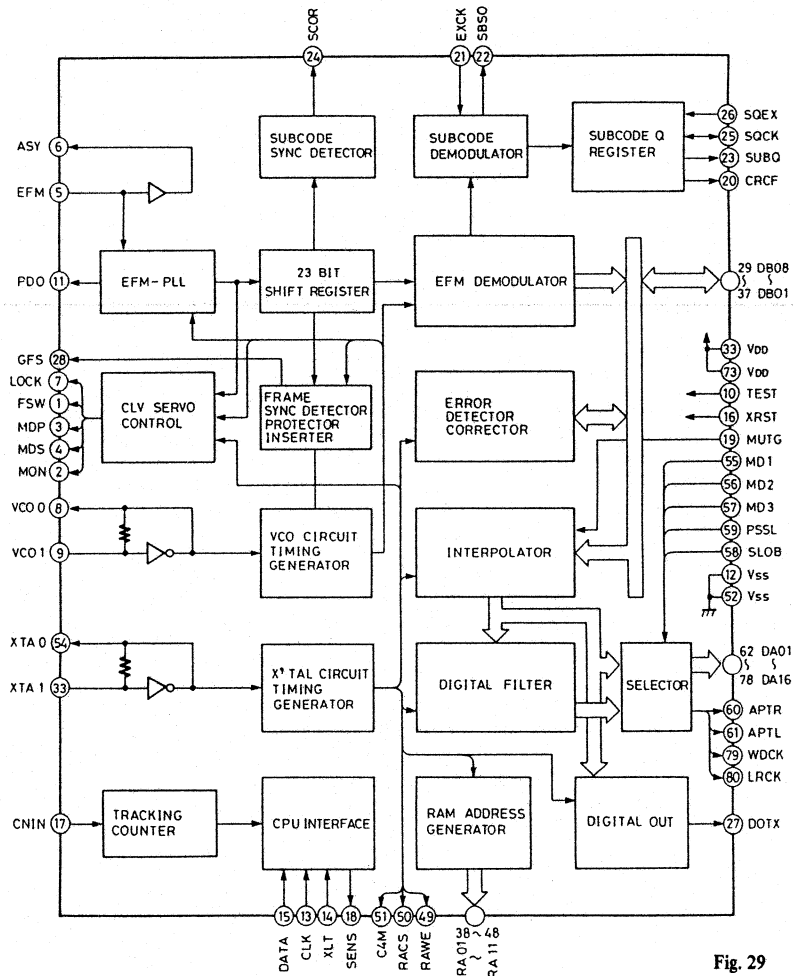 SCOR
EXCK
SBSO
24
21
22
ASY
6
EFM
5
SUBCODE
SYNC DETECTOR
SUBCODE
DEMODULATOR
SUBCODE Q
REGISTER
26 SQEX
25 SQCK
23 SUBQ
20 CRCF
PDO
11
EFM-PLL
23 BIT
SHIFT REGISTER
EFM DEMODULATOR
29 DB08
~
~
37 DB01
GFS
28
LOCK
7
FSW
1
MDP
3
MDS
4
MON
2
CLV SERVO
CONTROL
FRAME
SYNC DETECTOR
PROTECTOR
INSERTER
ERROR
DETECTOR
CORRECTOR
33 VDD
73 VDD
10 TEST
16 XRST
19 MUTG
55 MD1
56 MD2
57 MD3
59 PSSL
58 SLOB
12 Vss
52 Vss
VCO 0
8
VCO 1
9
VCO CIRCUIT
TIMING
GENERATOR
INTERPOLATOR
XTA 0
54
XTA 1
33
X'TAL CIRCUIT
TIMING
GENERATOR
DIGITAL FILTER
SELECTOR
62 DA01
~
~
78 DA16
60 APTR
61 APTL
79 WDCK
80 LRCK
CNIN
17
TRACKING
COUNTER
CPU INTERFACE
RAM ADDRESS
GENERATOR
DIGITAL OUT
27 DOTX
15
13
14
18
51
50
49
DATA
CLK
XLT
SENS
C4M
RACS
RAWE
38~48
RA 01 ~ RA 11
Fig. 29